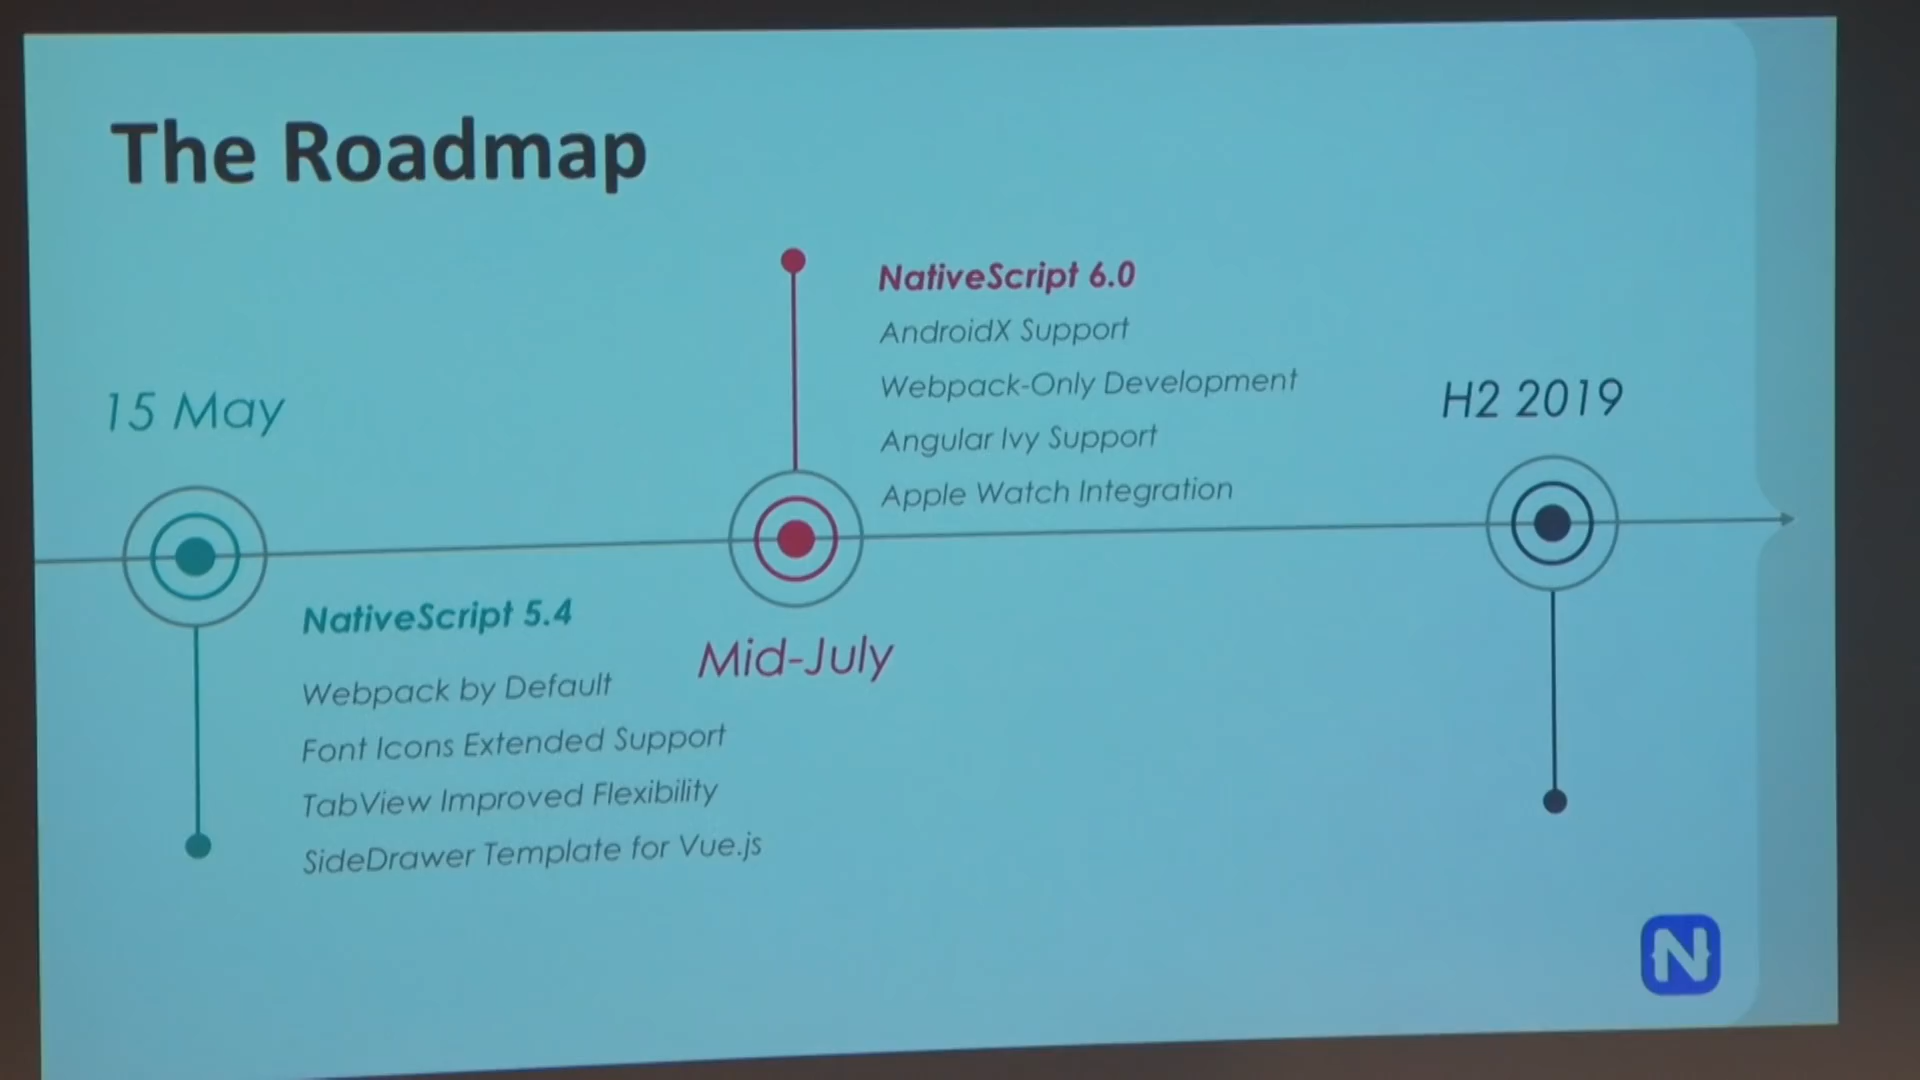 The Roadmap
15 May
NativeScript 5.4
Webpack by Default
Font Icons Extended Support
TabView Improved Flexibility
SideDrawer Template for Vue.js
Mid-July
NativeScript 6.0
AndroidX Support
Webpack-Only Development
Angular Ivy Support
Apple Watch Integration
H2 2019
N